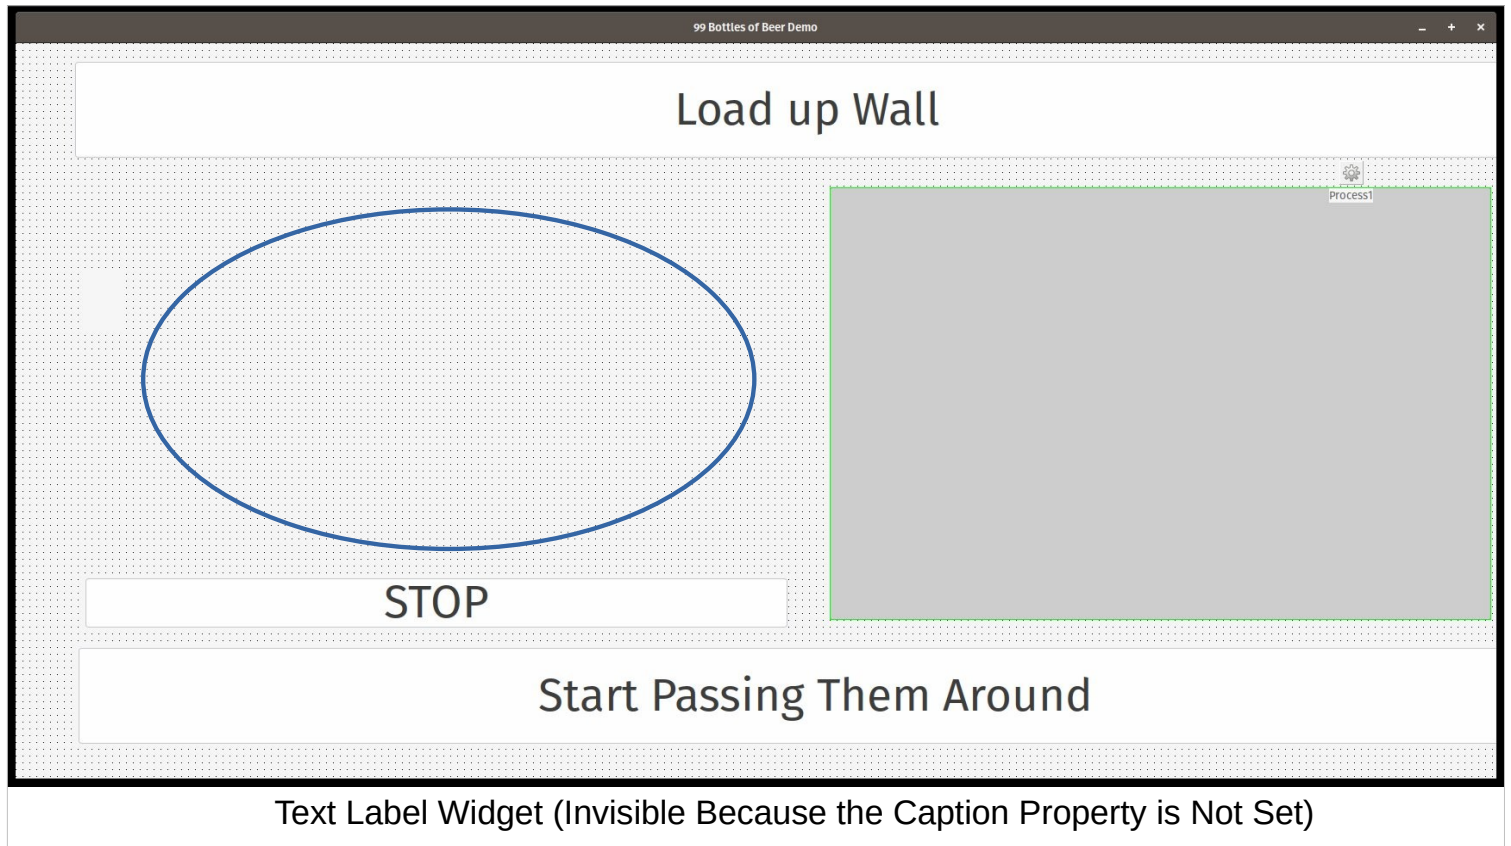 99 Bottles of Beer Demo
Load up Wall
Process1
STOP
Start Passing Them Around
Text Label Widget (Invisible Because the Caption Property is Not Set)